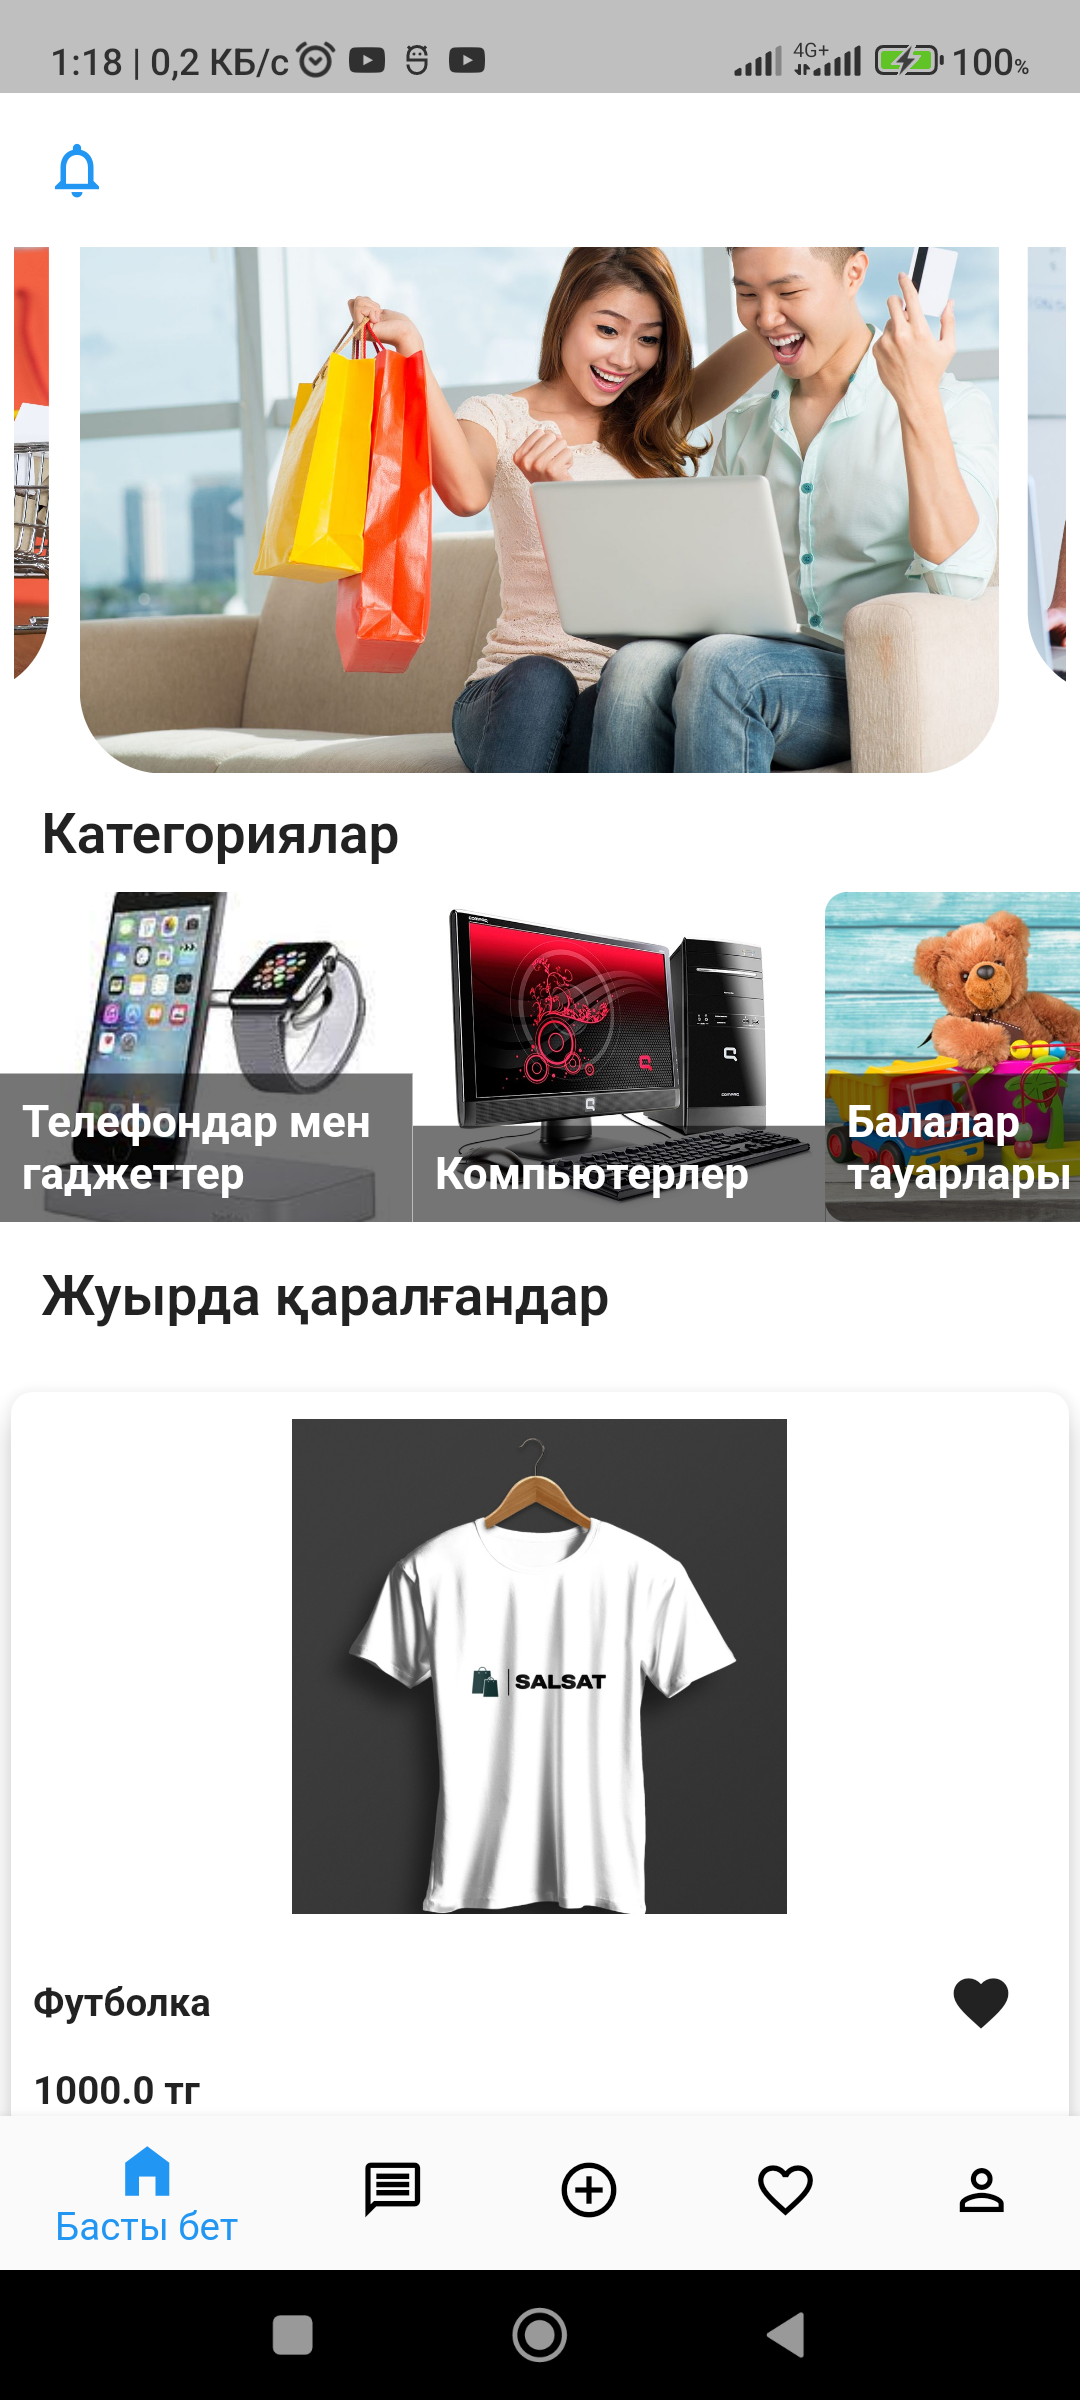 1:18 | 0,2 КБ/с
4G+
100%
Категориялар
Телефондар мен
гаджеттер
Компьютерлер
Балалар
тауарлары
Жуырда қаралғандар
SALSAT
Футболка
1000.0 тг
Басты бет